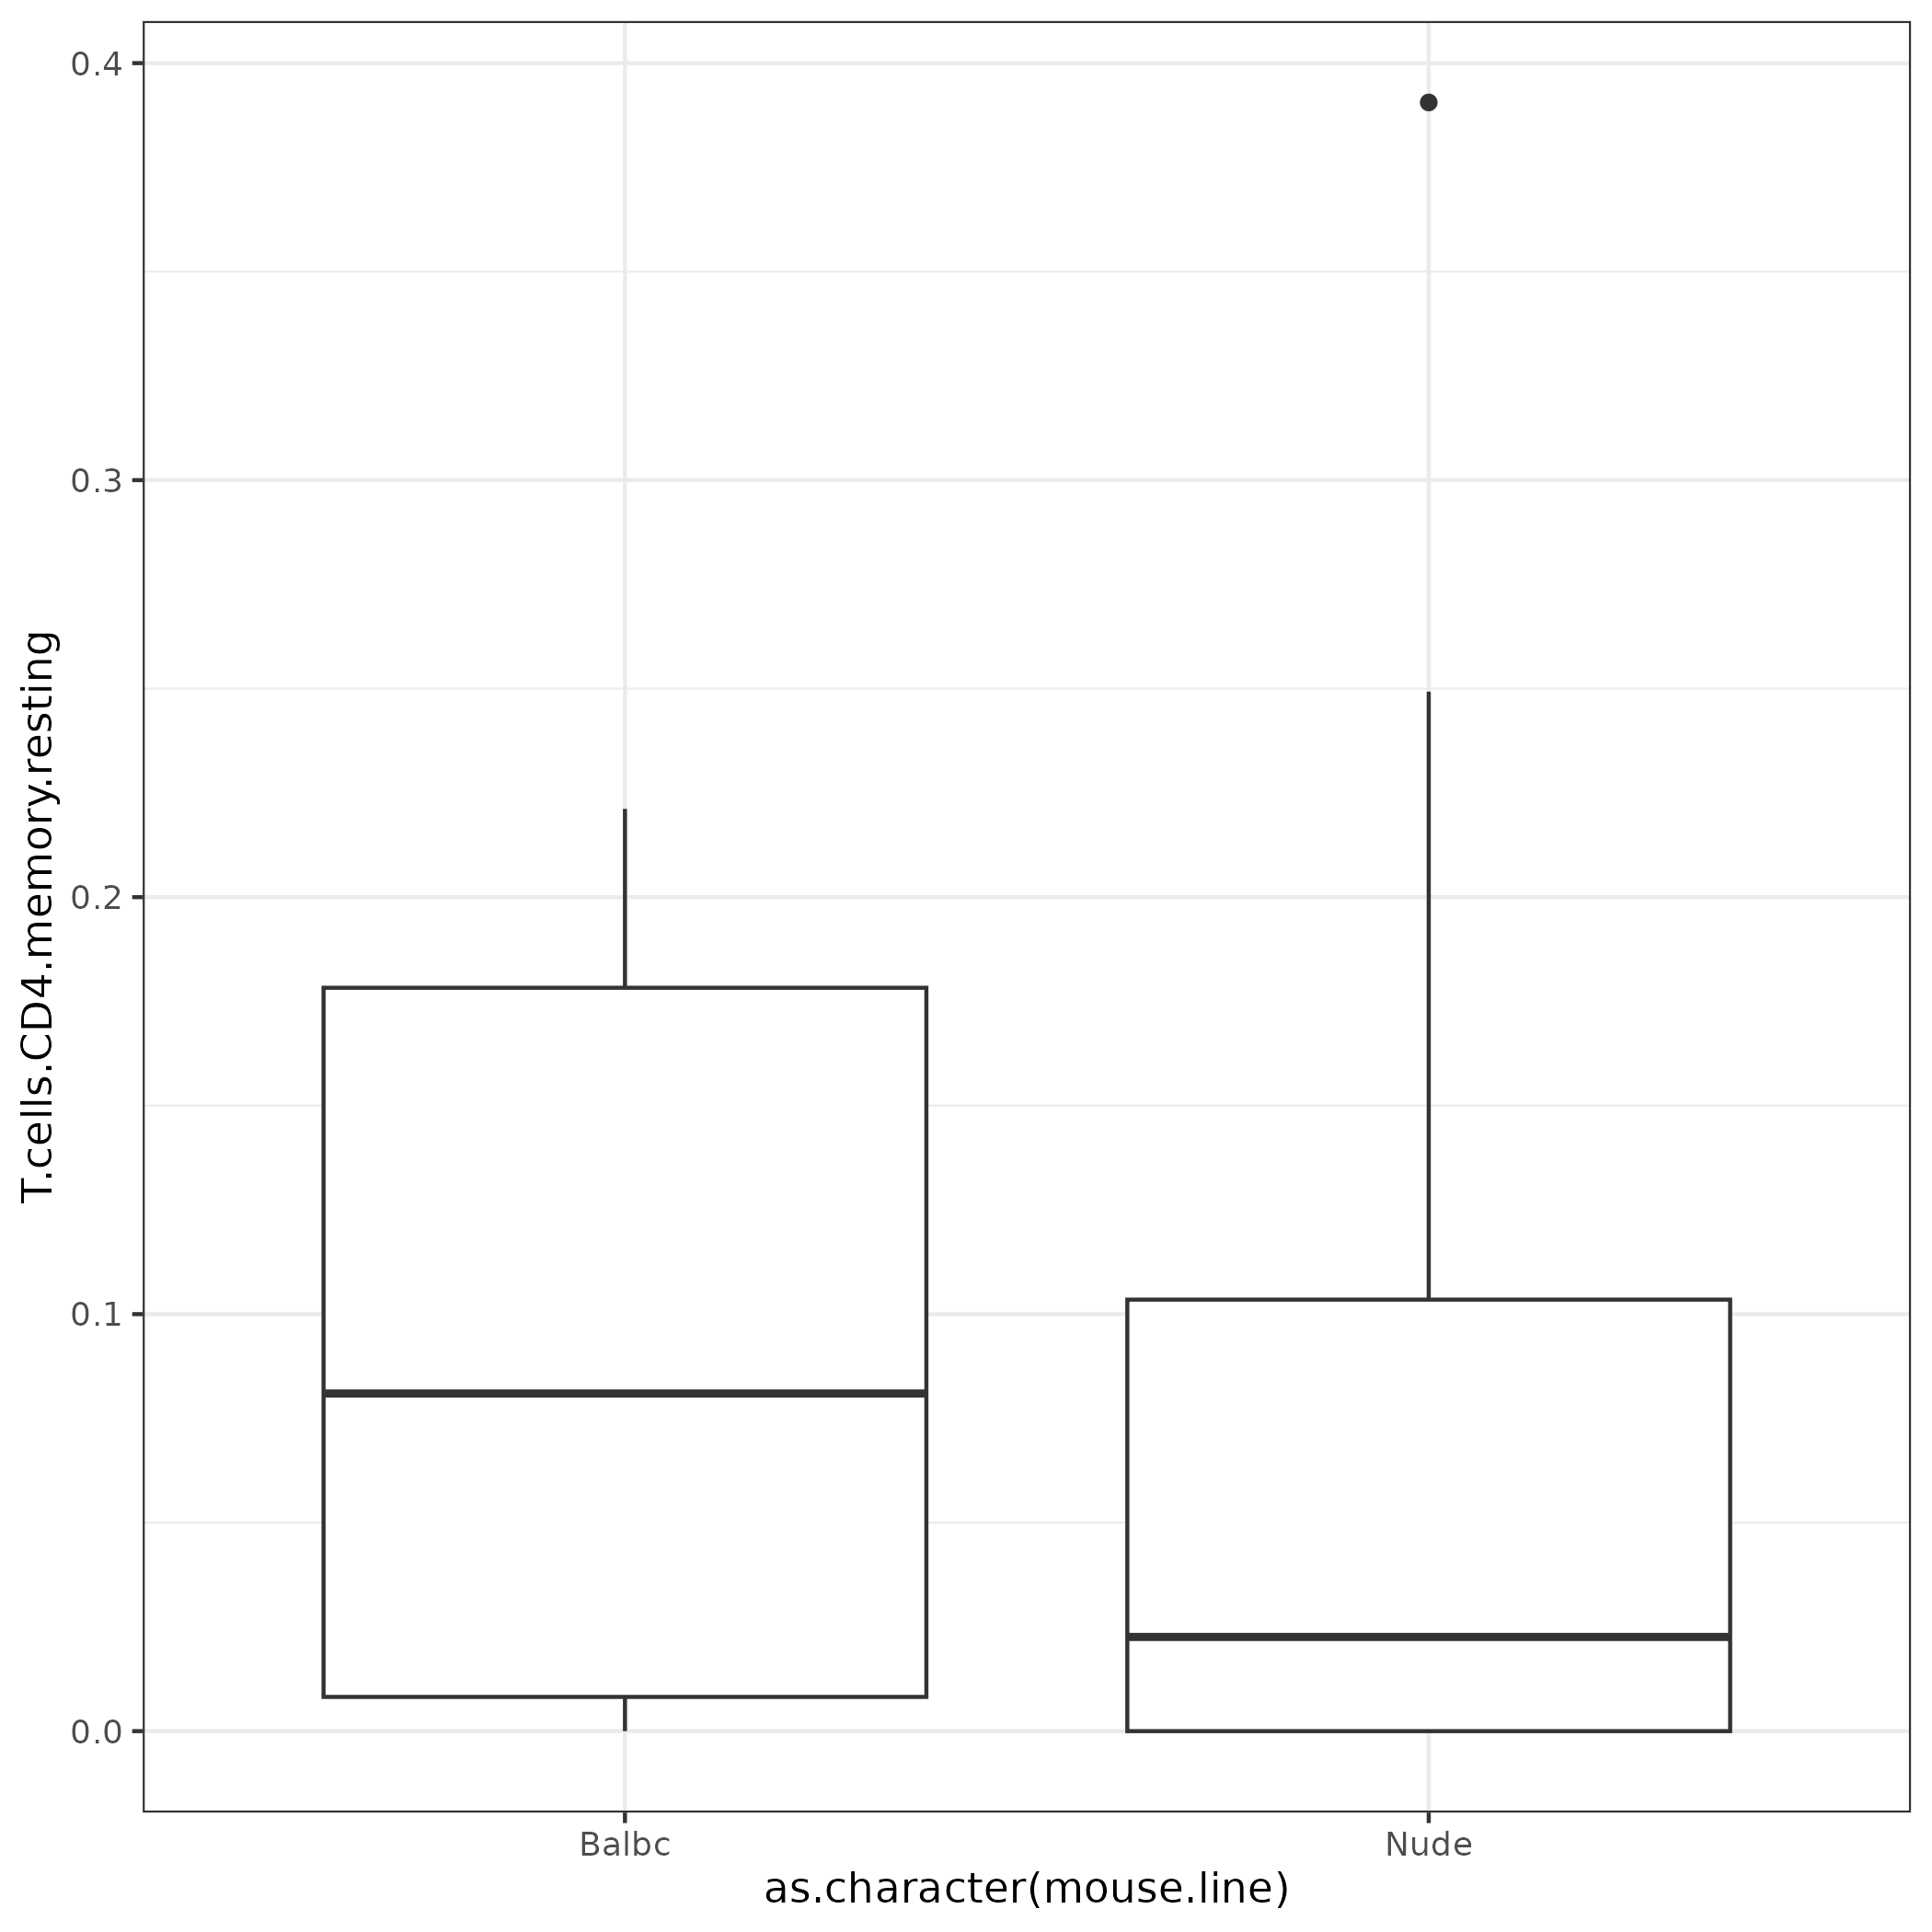 T.cells.CD4.memory.resting
0.4
0.3
0.2
0.1
0.0
Balbc Nude
as.character(mouse.line)